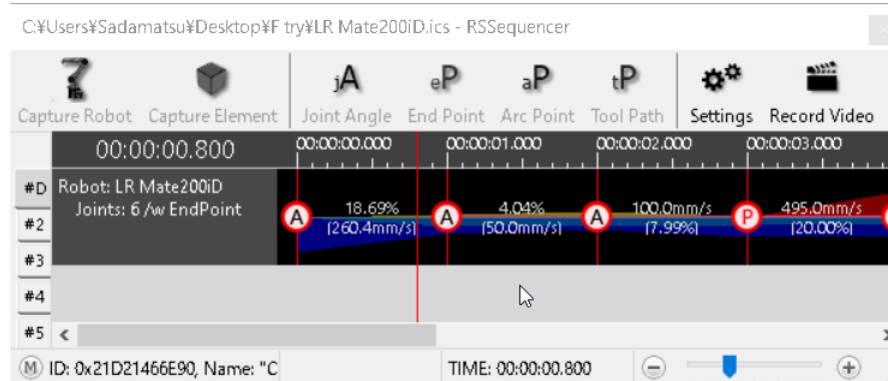 C:¥Users¥Sadamatsu¥Desktop¥F try¥LR Mate200iD.ics - RSSequencer
jA eP aP tP
Capture Robot Capture Element Joint Angle End Point Arc Point Tool Path Settings Record Video
00:00:00.800 00:00:00.000 00:00:01.000 00:00:02.000 00:00:03.000
#D Robot: LR Mate200iD
Joints: 6 /w EndPoint
A 18.69% A 4.04% A 100.0mm/s P 495.0mm/s
(260.4mm/s) (50.0mm/s) (7.99%) (20.00%)
#2
#3
#4
#5
M ID: 0x21D21466E90, Name: "C TIME: 00:00:00.800